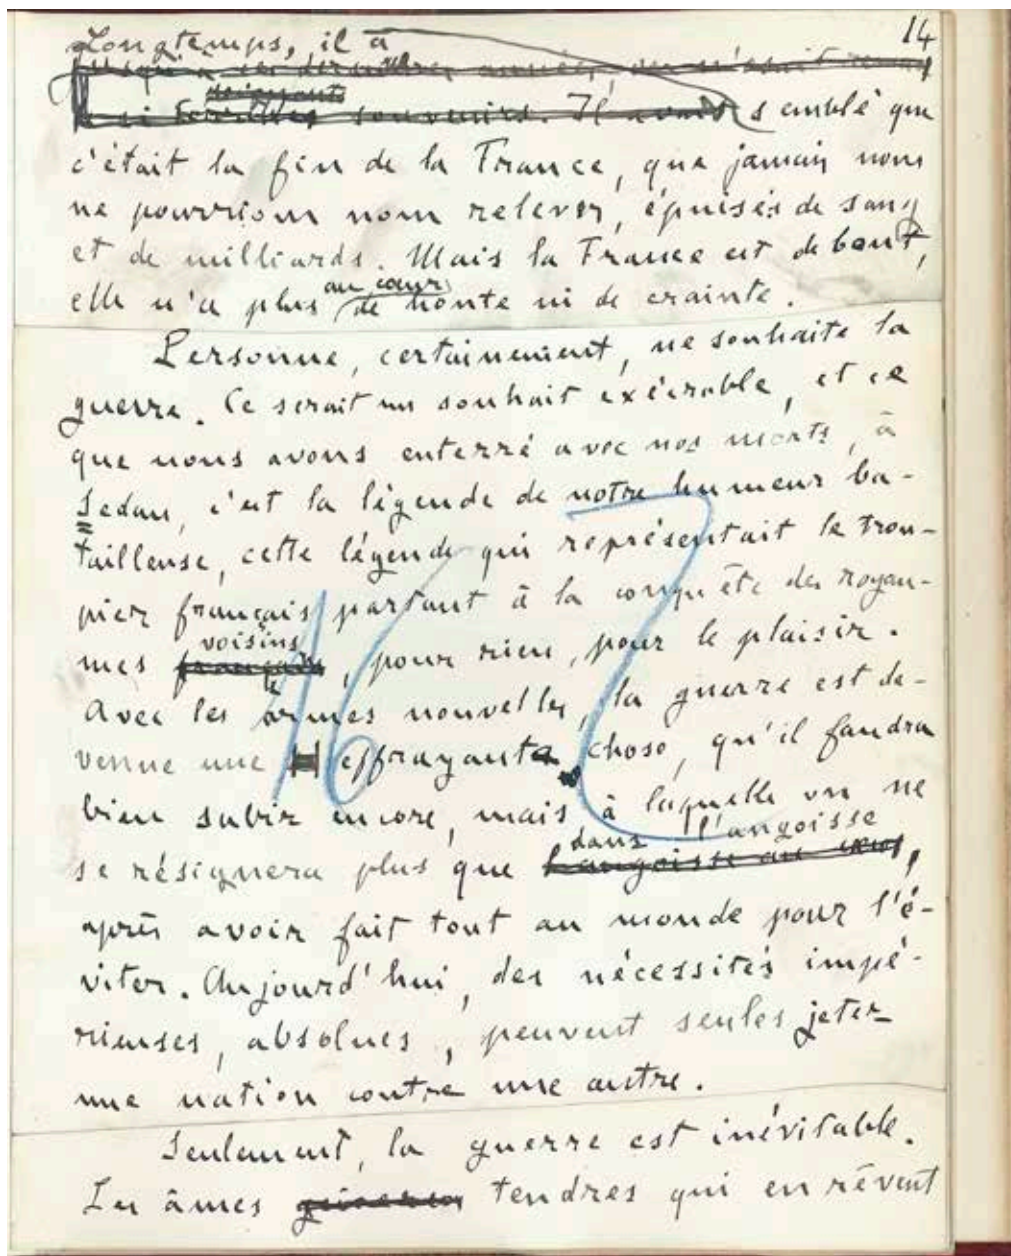 14
Longtemps, il a
semblé que
c'était la fin de la France, que jamais nous
ne pourrions nous relever, épuisés de sang
et de milliards. Mais la France est debout,
au cœur
elle n'a plus de honte ni de crainte.
Personne, certainement, ne souhaite la
guerre. Ce serait un souhait exécrable, et ce
que nous avons enterré avec nos morts, à
Sedan, c'est la légende de notre humeur ba-
tailleuse, cette légende qui représentait le trou-
pier français partant à la conquête des royau-
voisins
mes français, pour rien, pour le plaisir.
Avec les armes nouvelles, la guerre est de-
venue une effrayante chose, qu'il faudra
bien subir encore, mais à laquelle on ne
dans l'angoisse
se résignera plus que l'angoisse au cœur,
après avoir fait tout au monde pour l'é-
viter. Aujourd'hui, des nécessités impé-
rieuses, absolues, peuvent seules jeter
une nation contre une autre.
Seulement, la guerre est inévitable.
Les âmes tendres qui en rêvent
167